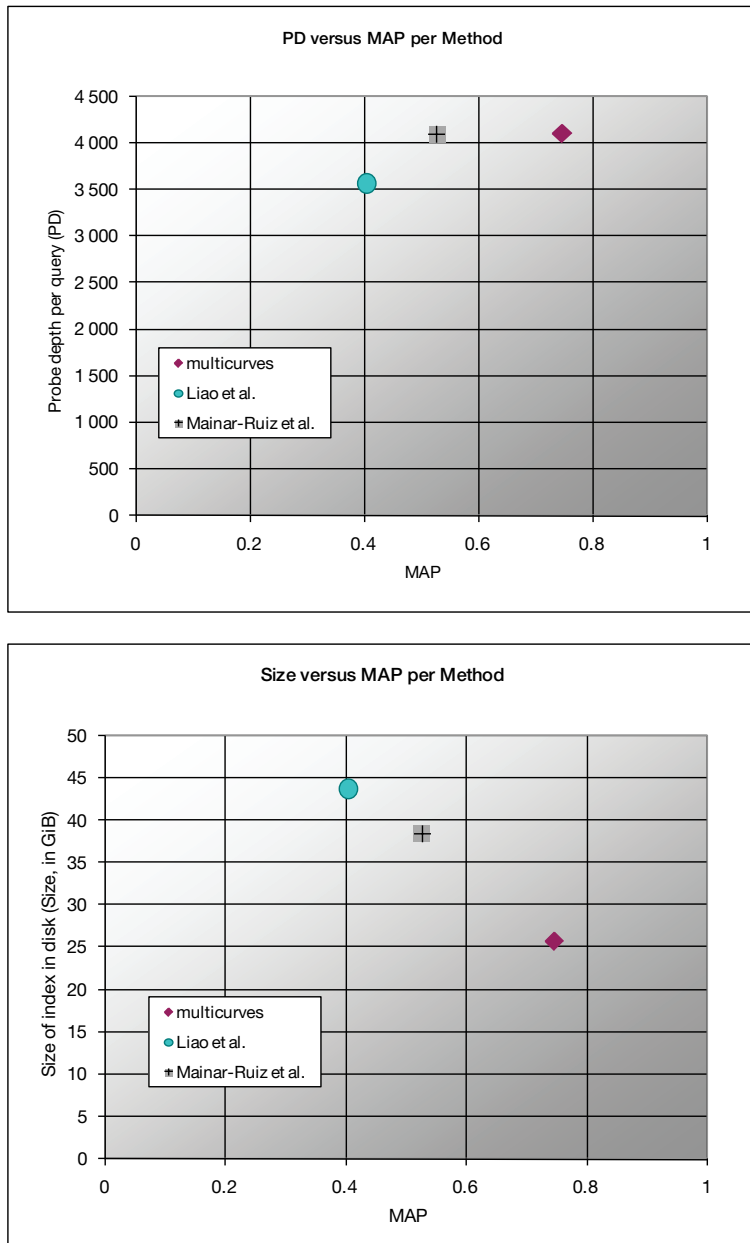 PD versus MAP per Method
Probe depth per query (PD)
4 500
4 000
3 500
3 000
2 500
2 000
1 500
1 000
500
0
multicurves
Liao et al.
Mainar-Ruiz et al.
0 0.2 0.4 0.6 0.8 1
MAP
Size versus MAP per Method
Size of index in disk (Size, in GiB)
50
45
40
35
30
25
20
15
10
5
0
multicurves
Liao et al.
Mainar-Ruiz et al.
0 0.2 0.4 0.6 0.8 1
MAP